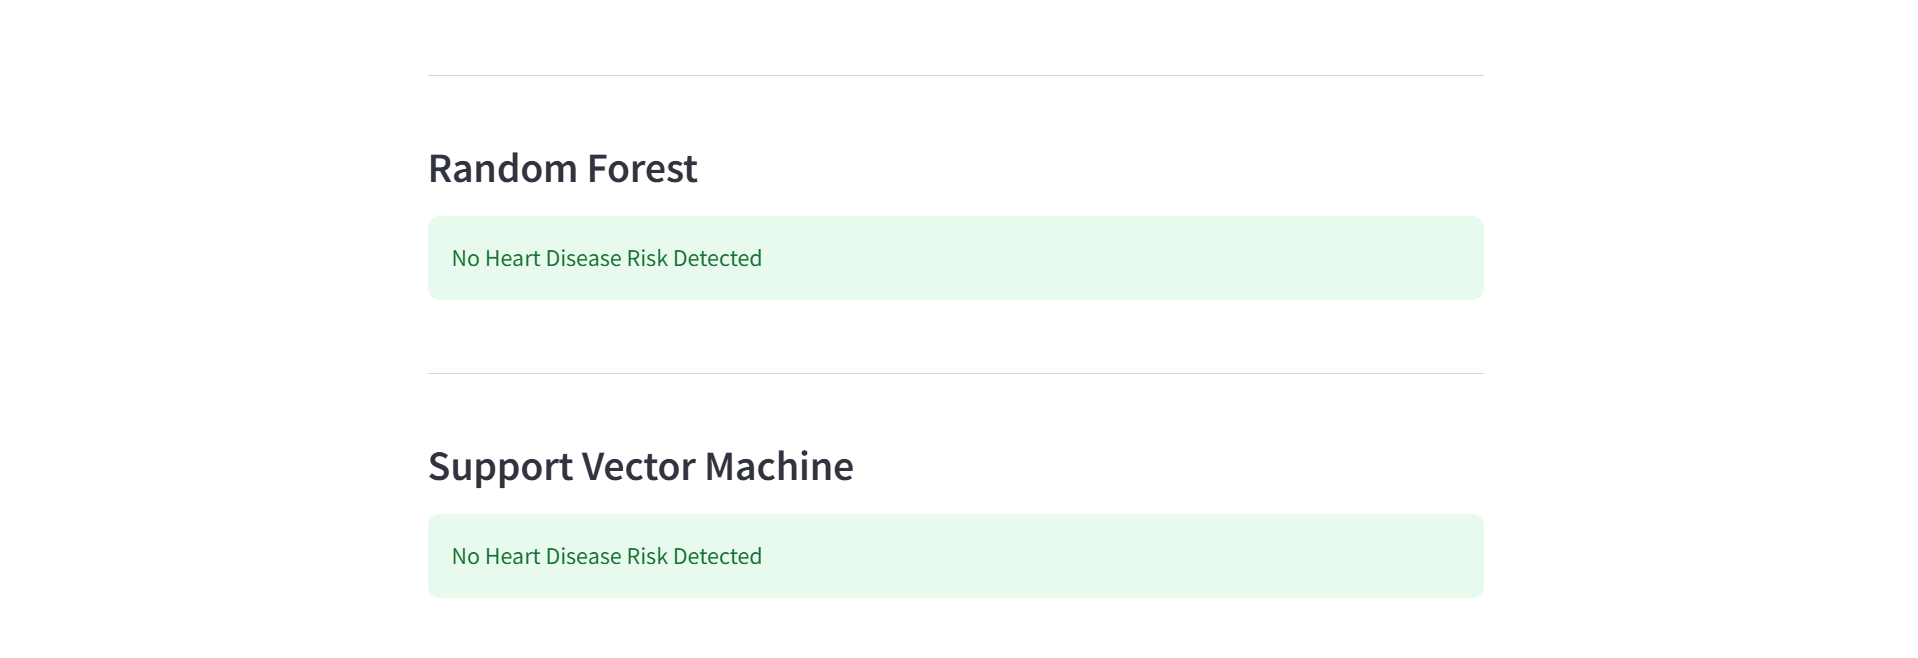 Random Forest
No Heart Disease Risk Detected
Support Vector Machine
No Heart Disease Risk Detected